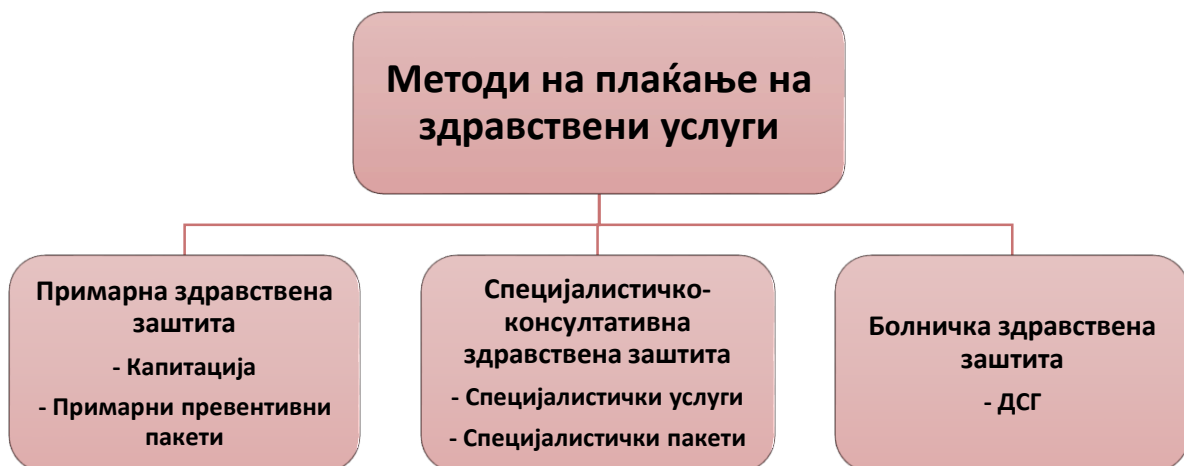 Методи на плаќање на
здравствени услуги
Примарна здравствена
заштита
- Капитација
- Примарни превентивни
пакети
Специјалистичко-
консултативна
здравствена заштита
- Специјалистички услуги
- Специјалистички пакети
Болничка здравствена
заштита
- ДСГ